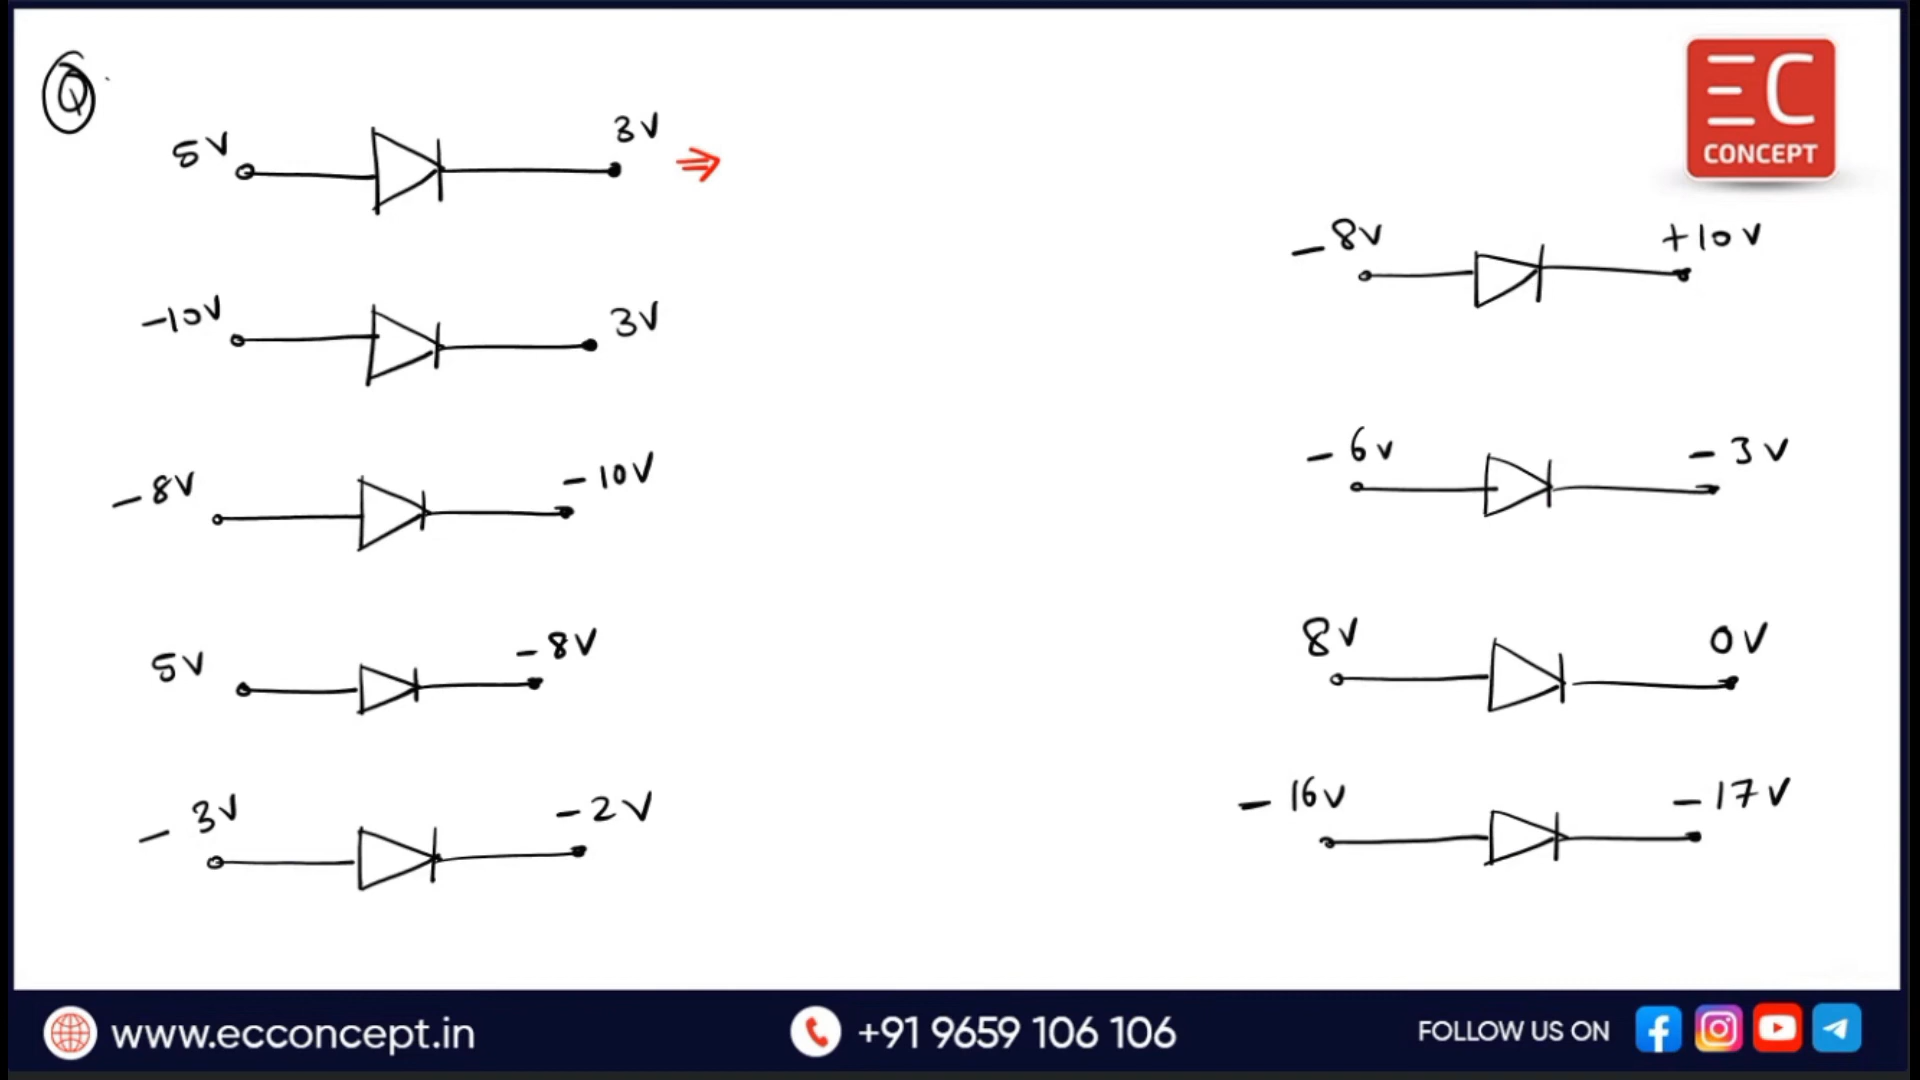 Q
5V 3V
-10V 3V
-8V -10V
5V -8V
-3V -2V
EC
CONCEPT
-8V +10V
-6V -3V
8V 0V
-16V -17V
www.ecconcept.in +91 9659 106 106 FOLLOW US ON